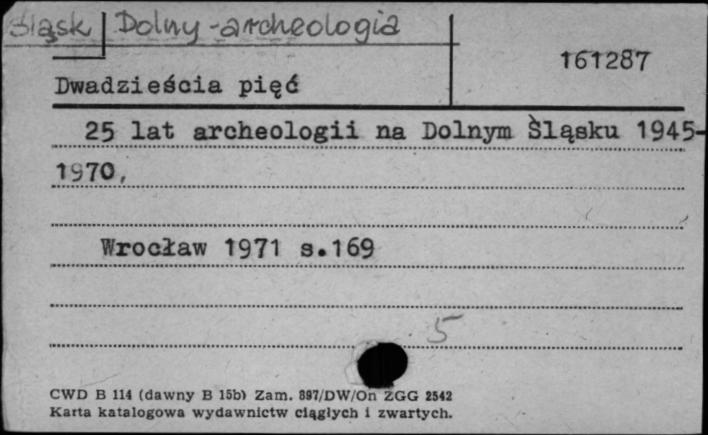 Śląsk Dolny - archeologia
161287
Dwadzieścia pięć
25 lat archeologii na Dolnym Śląsku 1945-
1970,
Wrocław 1971 s.169
5
CWD B 114 (dawny B 15b) Zam. 897/DW/On ZGG 2542
Karta katalogowa wydawnictw ciągłych i zwartych.